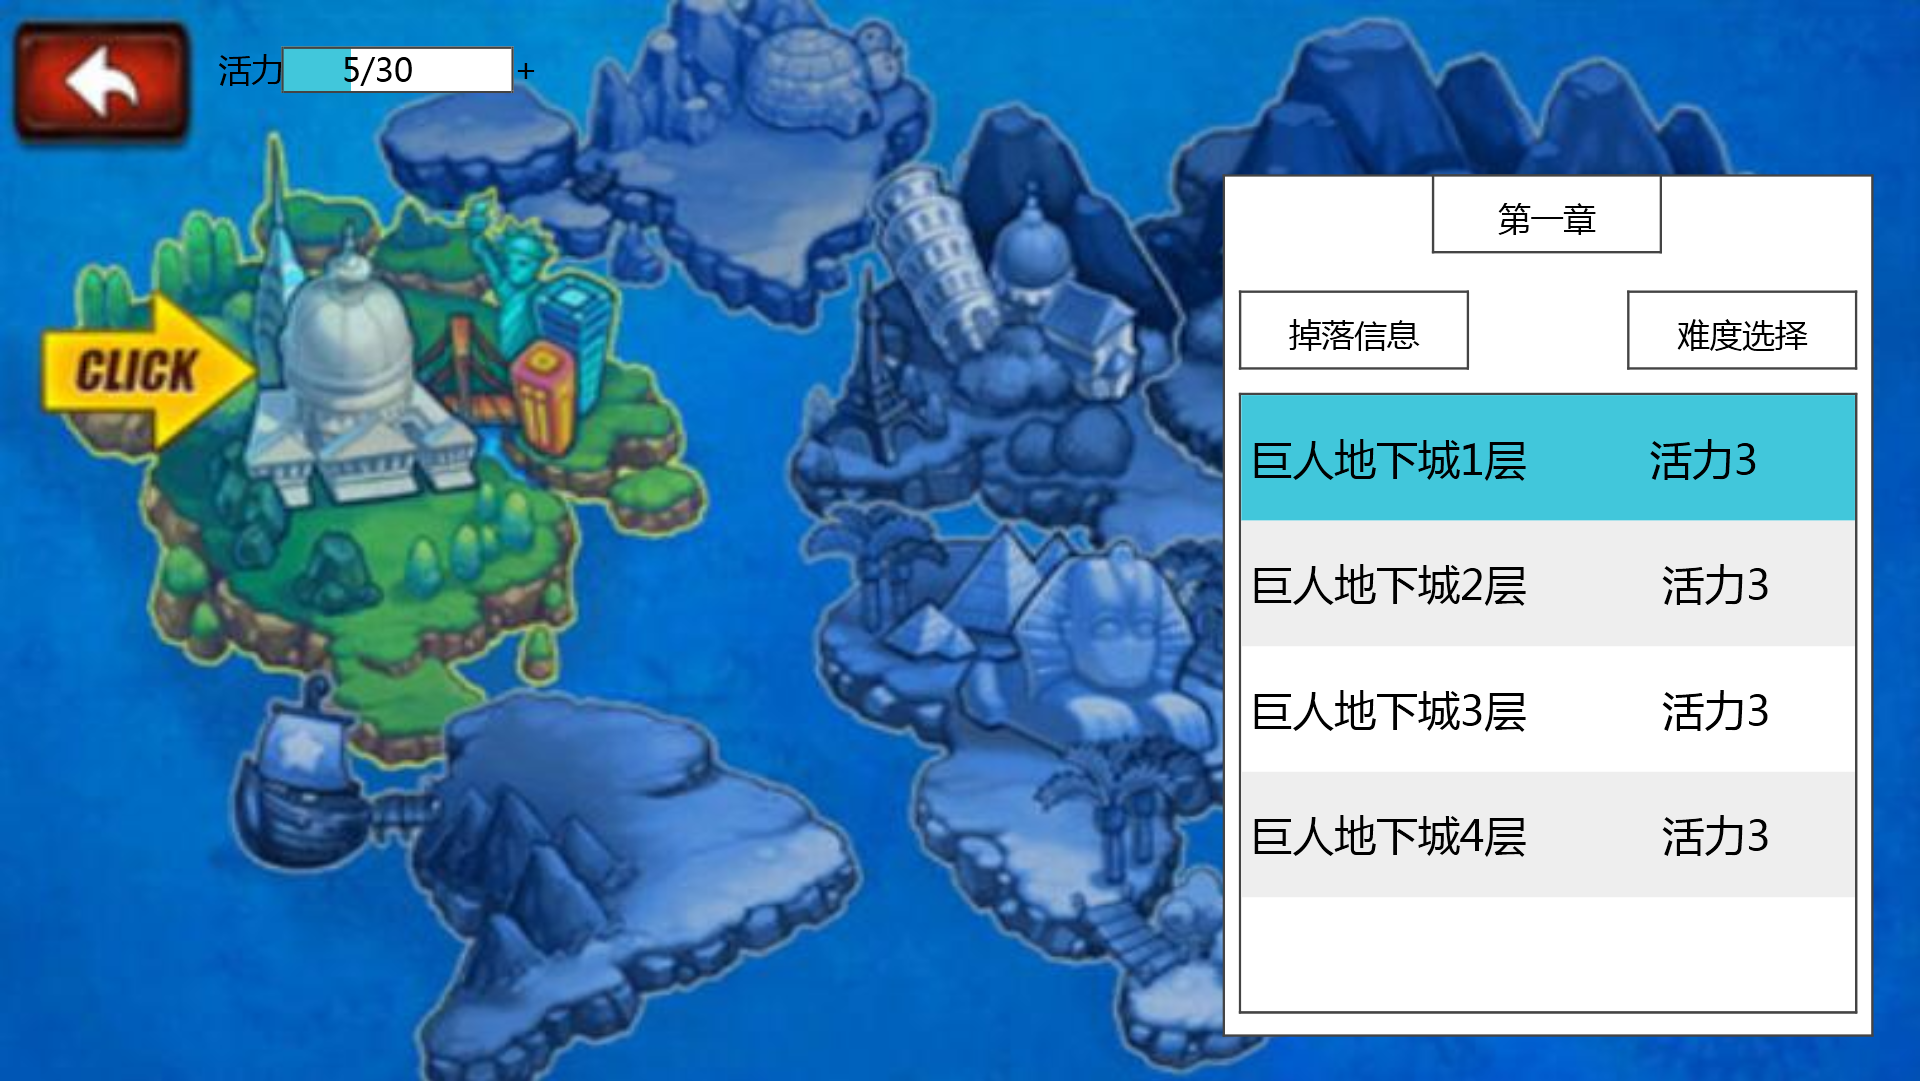 活力 5/30 +
CLICK
第一章
掉落信息 难度选择
巨人地下城1层 活力3
巨人地下城2层 活力3
巨人地下城3层 活力3
巨人地下城4层 活力3